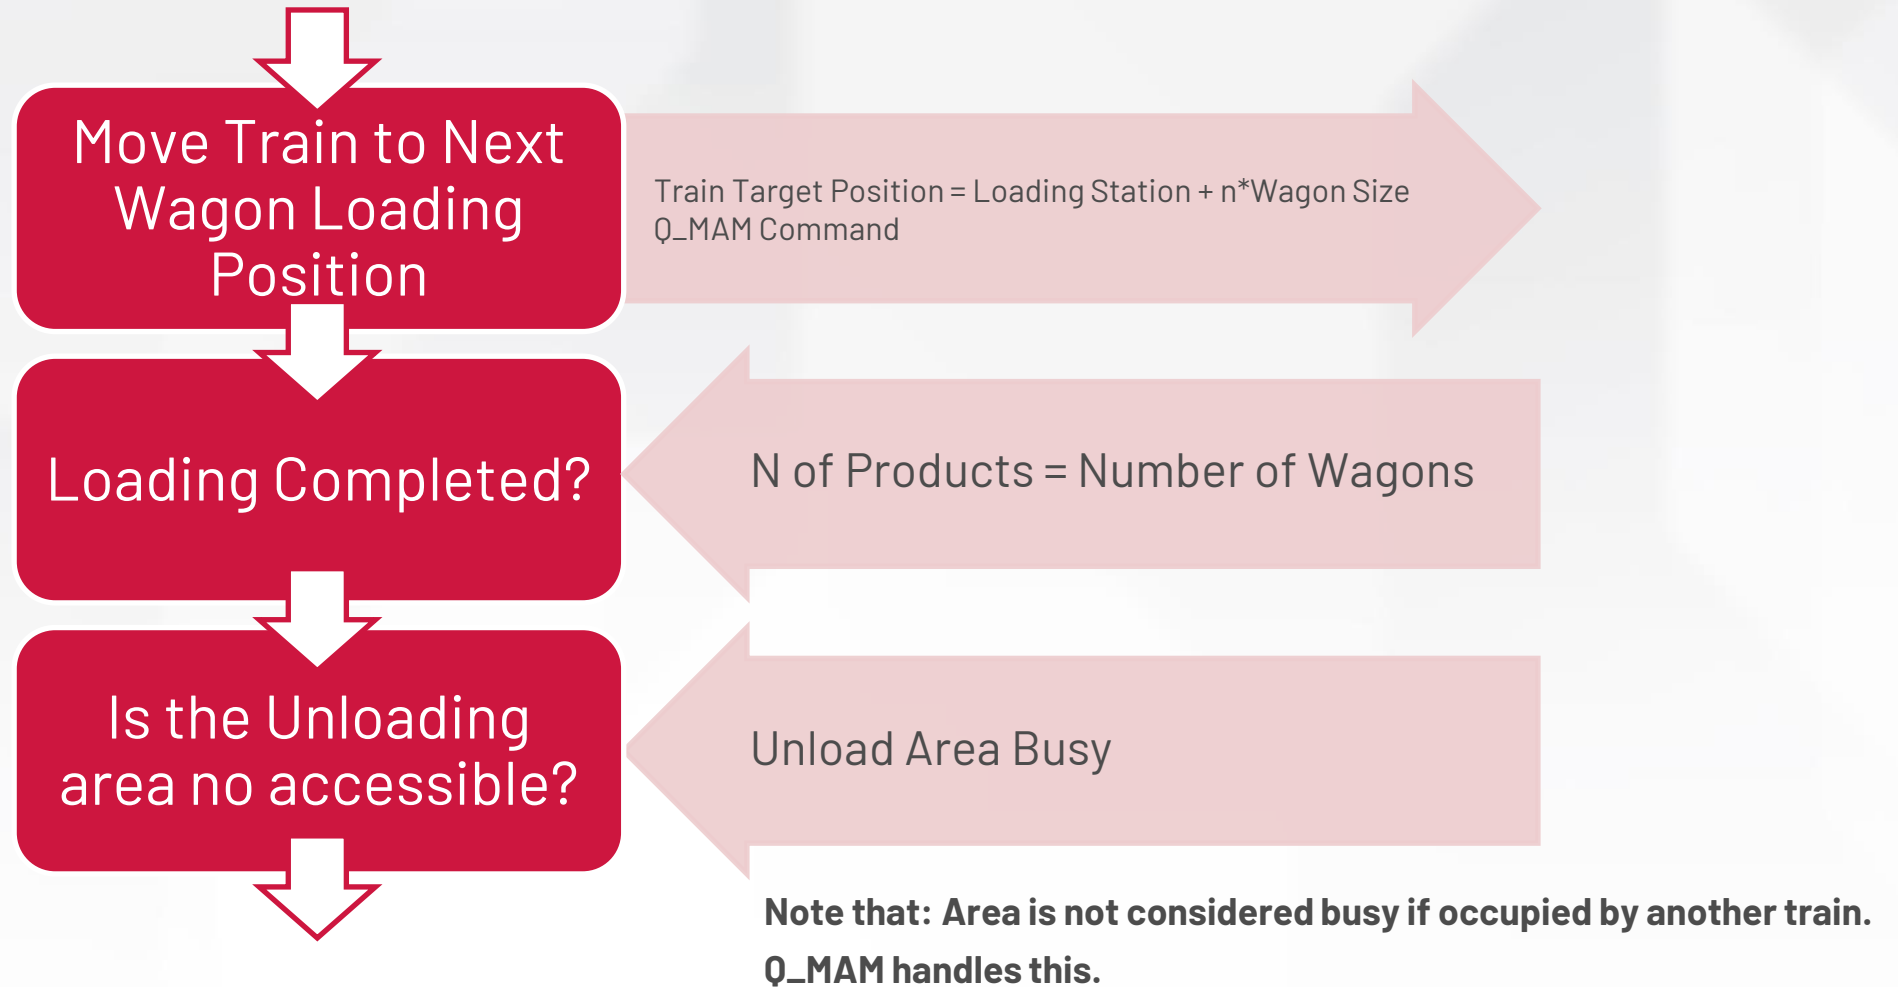 Move Train to Next
Wagon Loading
Position
Train Target Position = Loading Station + n*Wagon Size
Q_MAM Command
Loading Completed?
N of Products = Number of Wagons
Is the Unloading
area no accessible?
Unload Area Busy
Note that: Area is not considered busy if occupied by another train.
Q_MAM handles this.